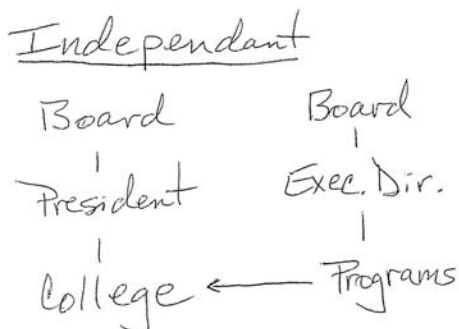 Independant
Board Board
President Exec. Dir.
College Programs